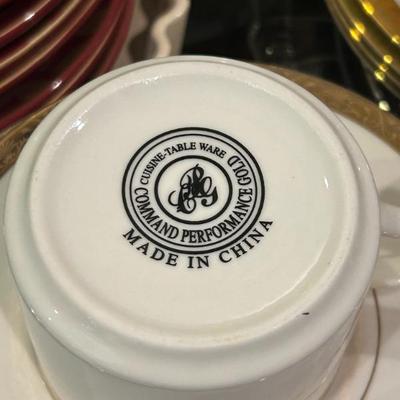 CUISINE-TABLE WARE
COMMAND PERFORMANCE GOLD
MADE IN CHINA